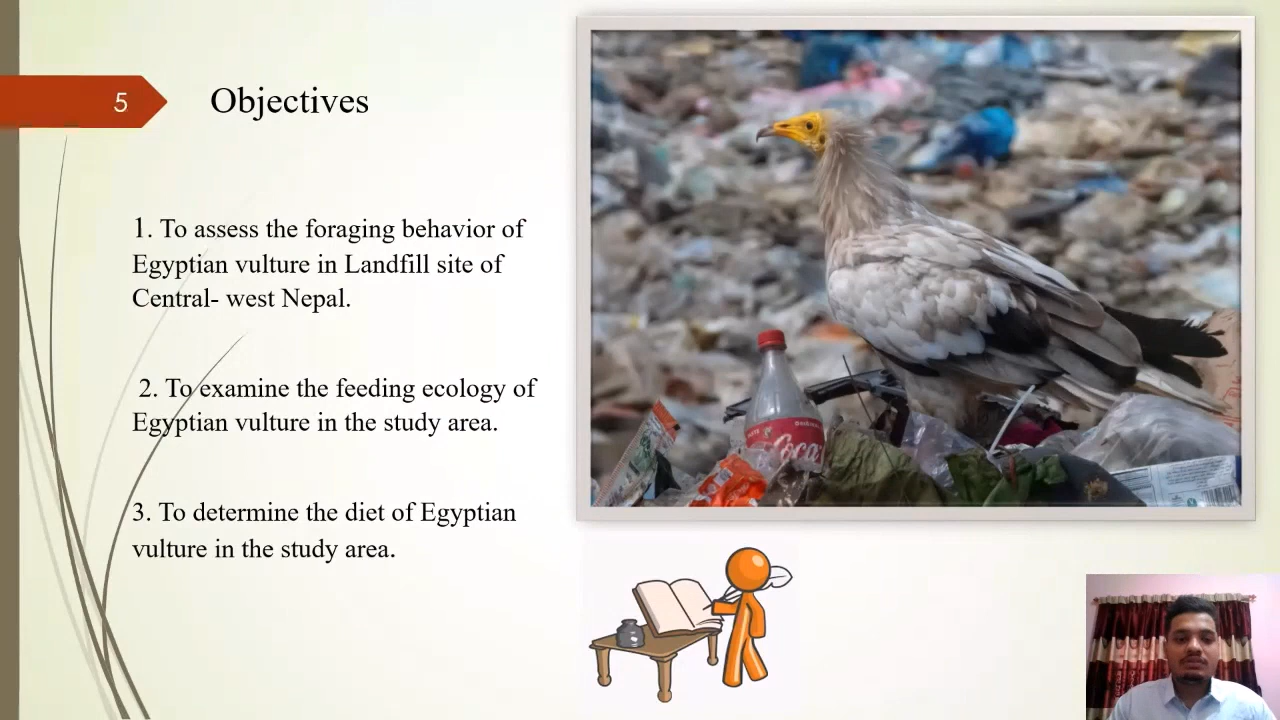 5
Objectives
1. To assess the foraging behavior of
Egyptian vulture in Landfill site of
Central- west Nepal.
2. To examine the feeding ecology of
Egyptian vulture in the study area.
3. To determine the diet of Egyptian
vulture in the study area.
Coca